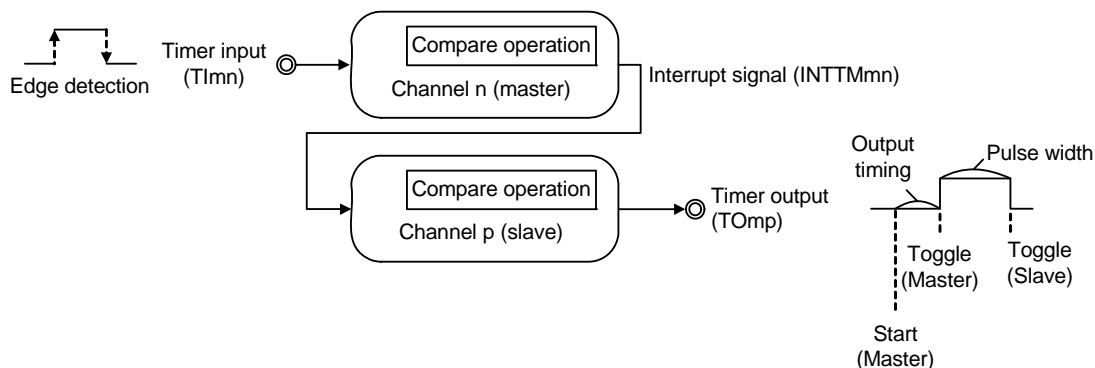 Compare operation
Timer input
(TImn)
Edge detection
Channel n (master)
Interrupt signal (INTTMmn)
Compare operation
Channel p (slave)
Timer output
(TOmp)
Output
timing
Pulse width
Toggle
(Master)
Toggle
(Slave)
Start
(Master)